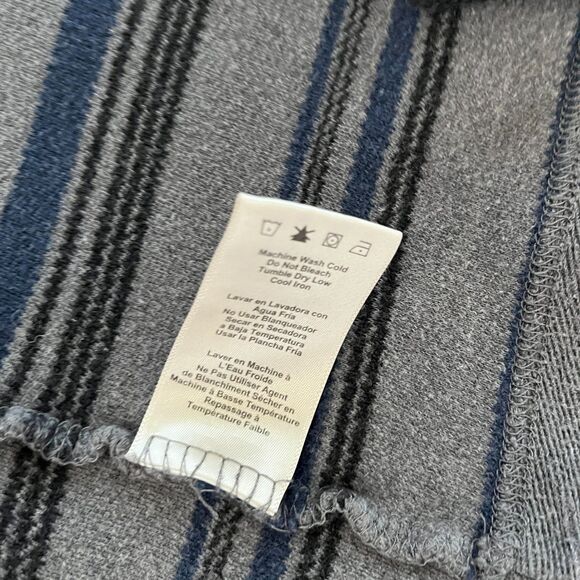 Machine Wash Cold
Do Not Bleach
Tumble Dry Low
Cool Iron
Lavar en Lavadora con
Agua Fría
No Usar Blanqueador
Secar en Secadora
a Baja Temperatura
Usar la Plancha Fría
Laver en Machine à
L'Eau Froide
Ne Pas Utiliser Agent
de Blanchiment Sécher en
Machine à Basse Température
Repassage à
Température Faible